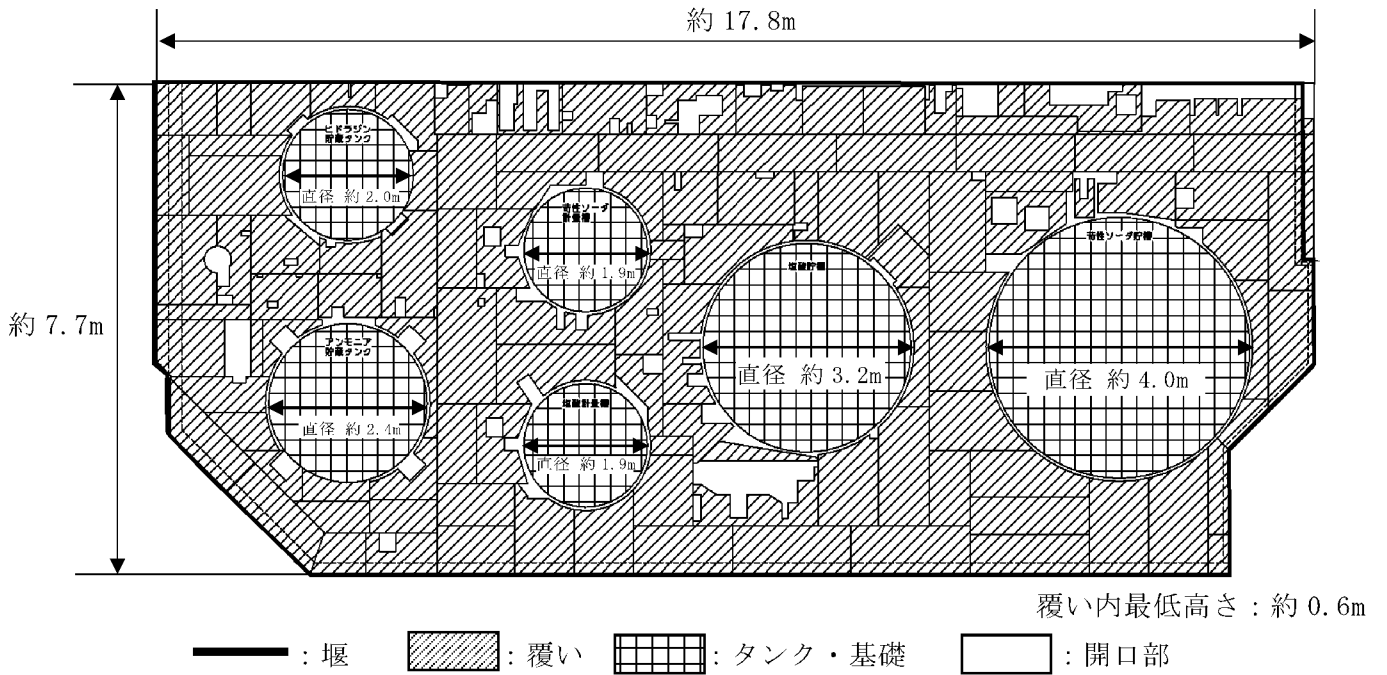 約 17.8m
約 7.7m
ヒドラジン
貯蔵タンク
直径 約 2.0m
苛性ソーダ
計量槽
直径 約 1.9m
塩酸貯槽
直径 約 3.2m
苛性ソーダ貯槽
直径 約 4.0m
アンモニア
貯蔵タンク
直径 約 2.4m
塩酸計量槽
直径 約 1.9m
覆い内最低高さ：約 0.6m
：堰
：覆い
：タンク・基礎
：開口部